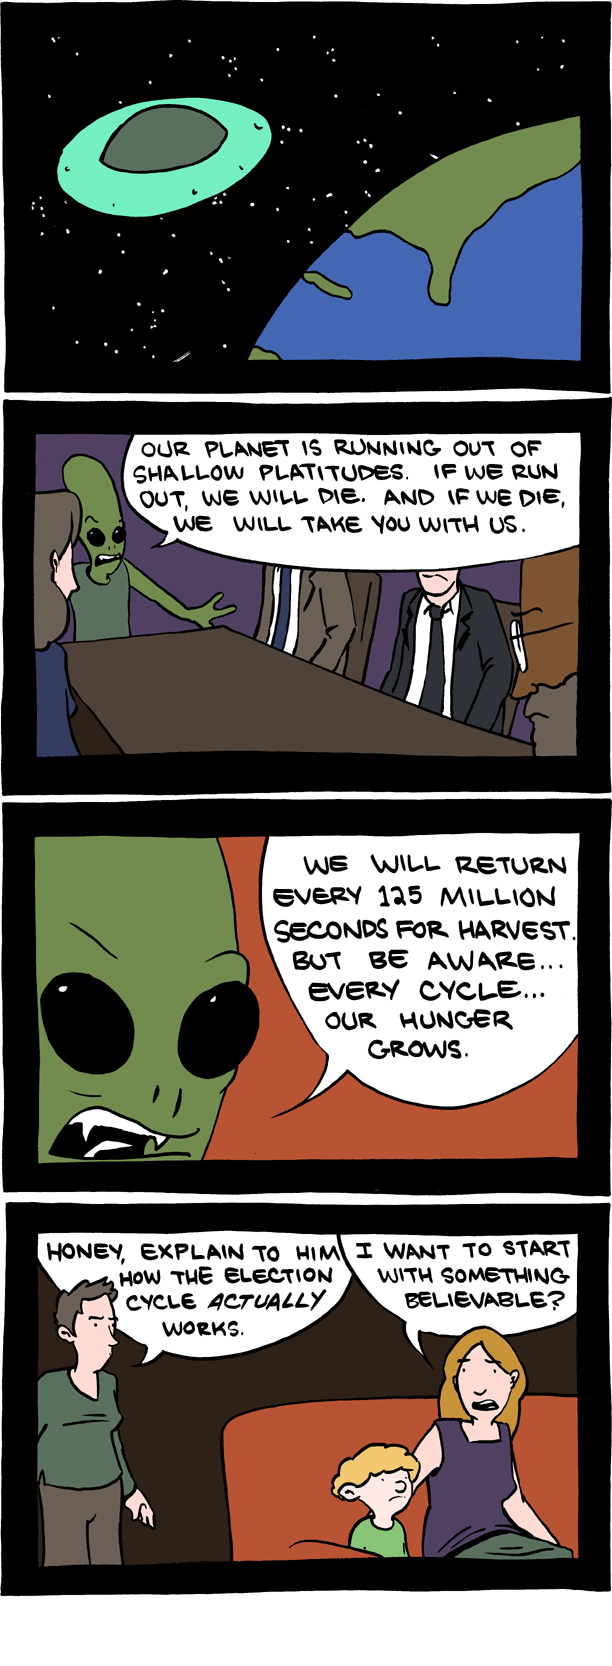 OUR PLANET IS RUNNING OUT OF
SHALLOW PLATITUDES. IF WE RUN
OUT, WE WILL DIE. AND IF WE DIE,
WE WILL TAKE YOU WITH US.
WE WILL RETURN
EVERY 125 MILLION
SECONDS FOR HARVEST.
BUT BE AWARE...
EVERY CYCLE...
OUR HUNGER
GROWS.
HONEY, EXPLAIN TO HIM
HOW THE ELECTION
CYCLE ACTUALLY
WORKS.
I WANT TO START
WITH SOMETHING
BELIEVABLE?